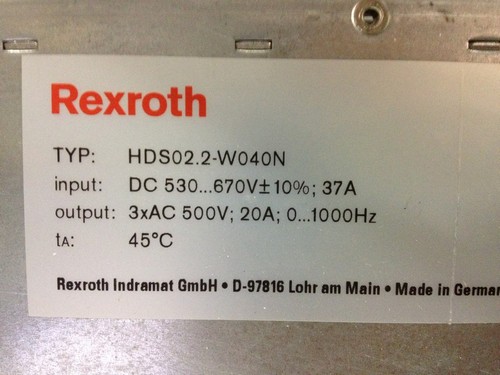 Rexroth
TYP: HDS02.2-W040N
input: DC 530...670V±10%; 37A
output: 3xAC 500V; 20A; 0...1000Hz
tA: 45°C
Rexroth Indramat GmbH • D-97816 Lohr am Main • Made in German